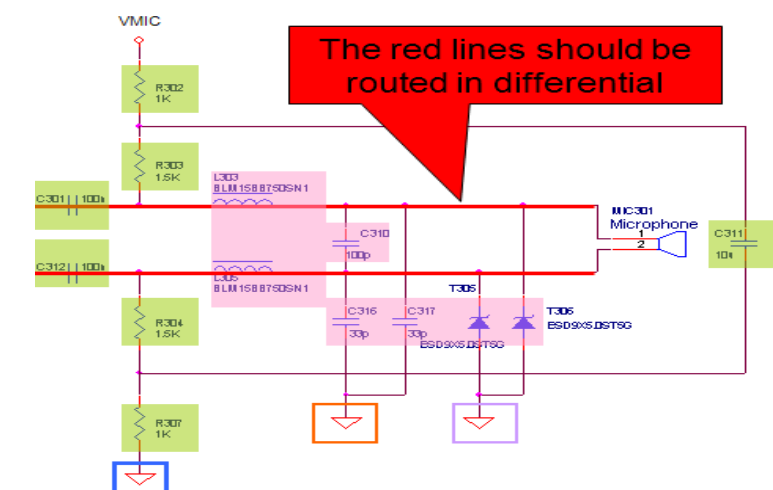 VMIC
The red lines should be
routed in differential
R302
1K
R303
1.5K
L303
BLM15BB750SN1
C301 100n
C310
100p
MIC301
Microphone
1
2
C311
10u
C312 100n
L305
BLM15BB750SN1
T305
R304
1.5K
C316
33p
C317
33p
T306
ESD9X5.0ST5G
ESD9X5.0ST5G
R307
1K